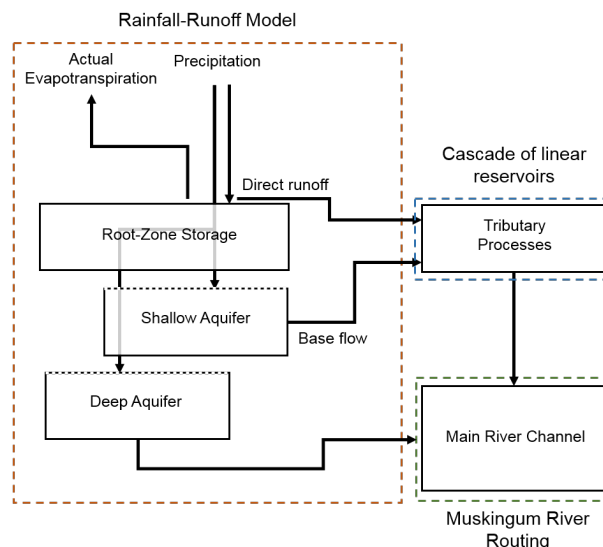 Rainfall-Runoff Model
Actual
Evapotranspiration
Precipitation
Direct runoff
Cascade of linear
reservoirs
Root-Zone Storage
Tributary
Processes
Shallow Aquifer
Base flow
Deep Aquifer
Main River Channel
Muskingum River
Routing